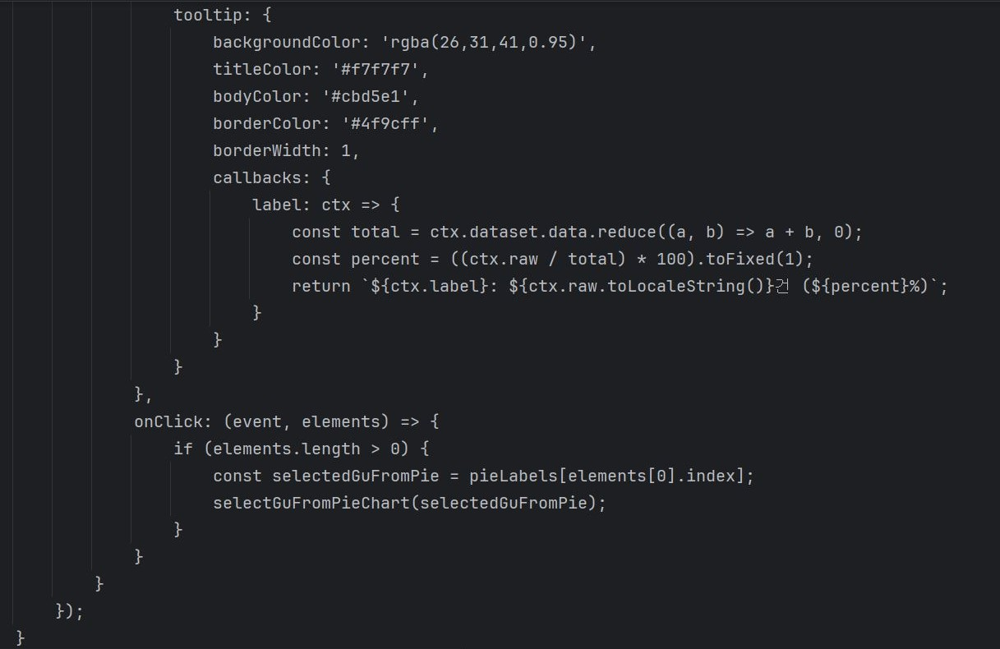 tooltip: {
backgroundColor: 'rgba(26,31,41,0.95)',
titleColor: '#f7f7f7',
bodyColor: '#cbd5e1',
borderColor: '#4f9cff',
borderWidth: 1,
callbacks: {
label: ctx => {
const total = ctx.dataset.data.reduce((a, b) => a + b, 0);
const percent = ((ctx.raw / total) * 100).toFixed(1);
return `${ctx.label}: ${ctx.raw.toLocaleString()}건 (${percent}%)`;
}
}
}
},
onClick: (event, elements) => {
if (elements.length > 0) {
const selectedGuFromPie = pieLabels[elements[0].index];
selectGuFromPieChart(selectedGuFromPie);
}
}
}
});
}